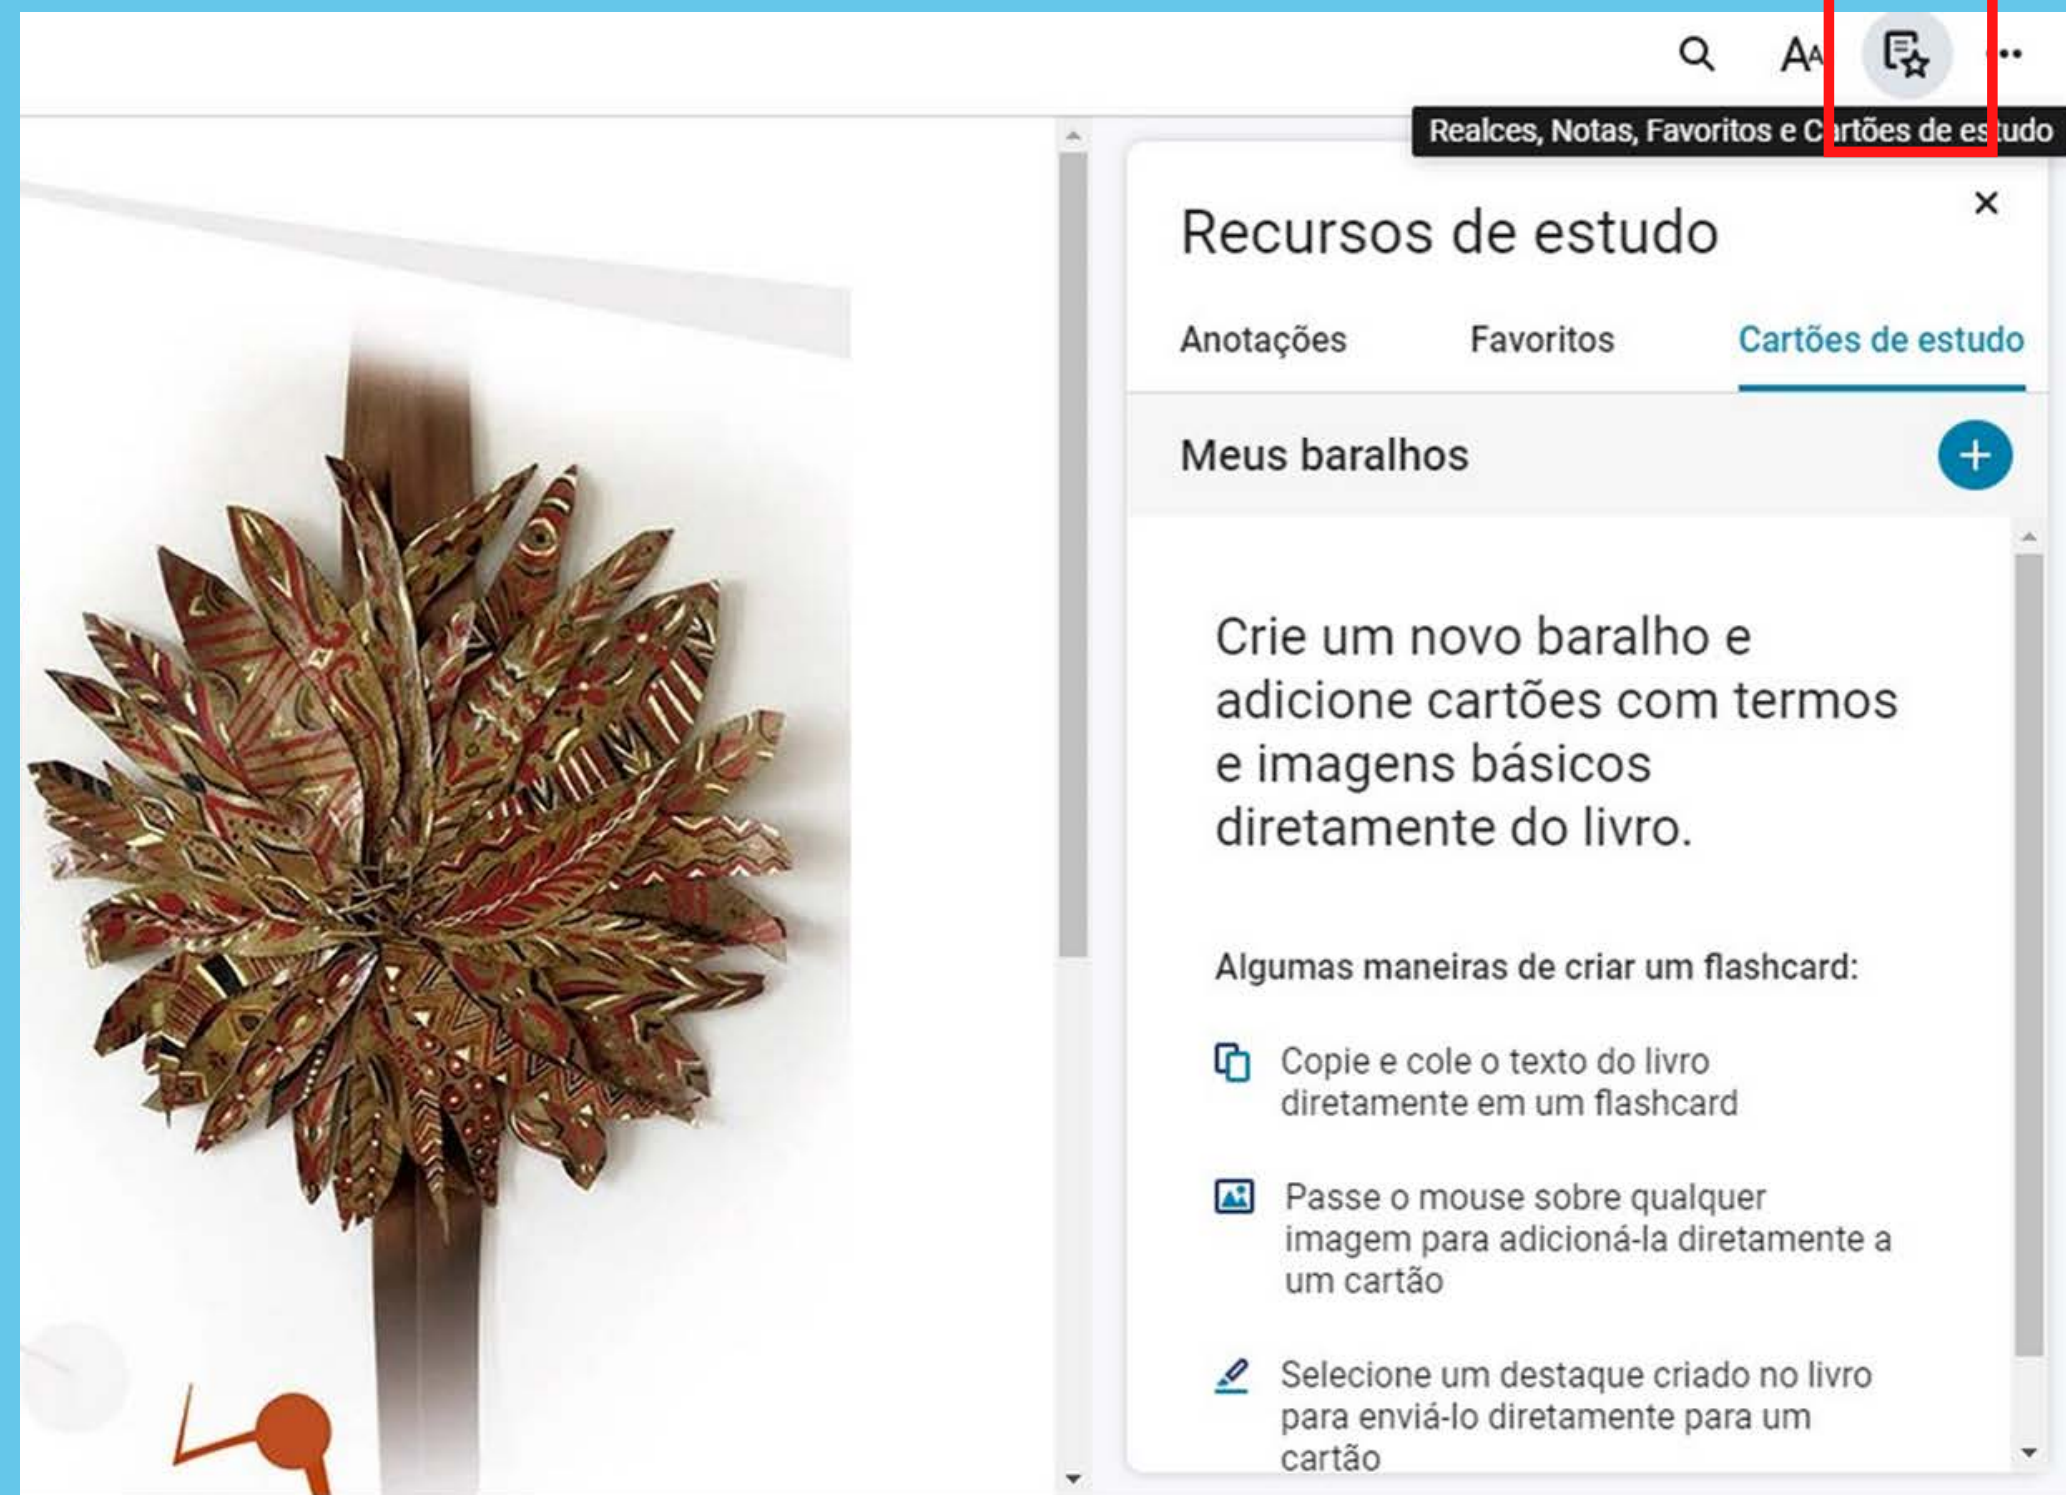 AA
Realces, Notas, Favoritos e Cartões de estudo
Recursos de estudo
Anotações Favoritos Cartões de estudo
Meus baralhos
Crie um novo baralho e
adicione cartões com termos
e imagens básicos
diretamente do livro.
Algumas maneiras de criar um flashcard:
Copie e cole o texto do livro
diretamente em um flashcard
Passe o mouse sobre qualquer
imagem para adicioná-la diretamente a
um cartão
Selecione um destaque criado no livro
para enviá-lo diretamente para um
cartão